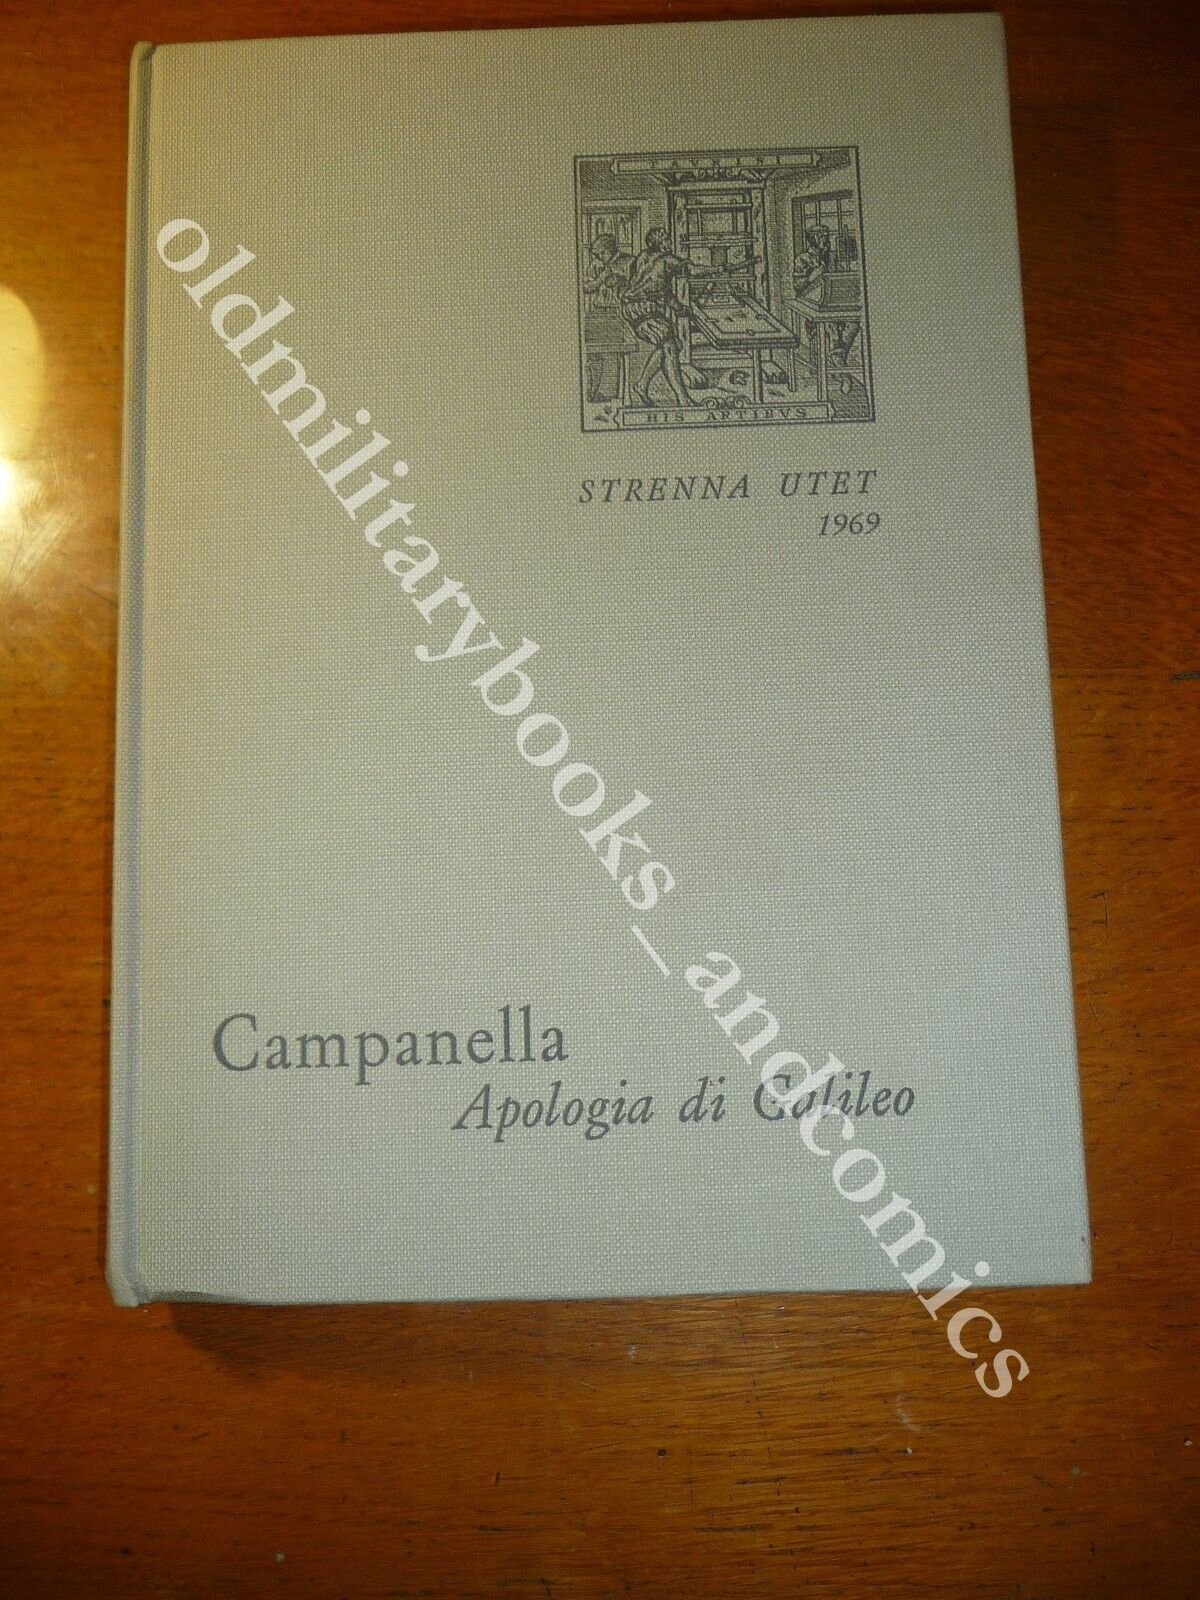 TAVRINI
HIS ARTIBVS
STRENNA UTET
1969
Campanella
Apologia di Galileo
oldmilitarybooks_andcomics